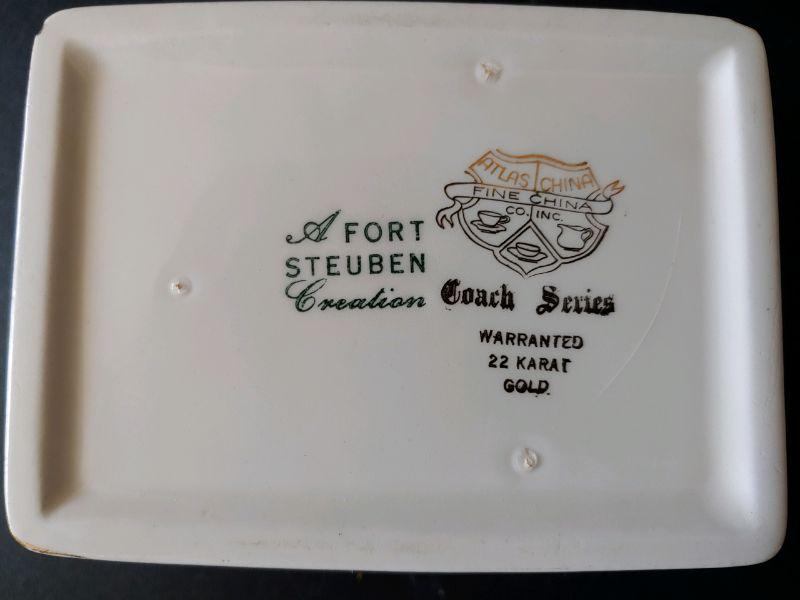 A FORT
STEUBEN
Creation
ATLAS CHINA
FINE CHINA
CO. INC.
Coach Series
WARRANTED
22 KARAT
GOLD.